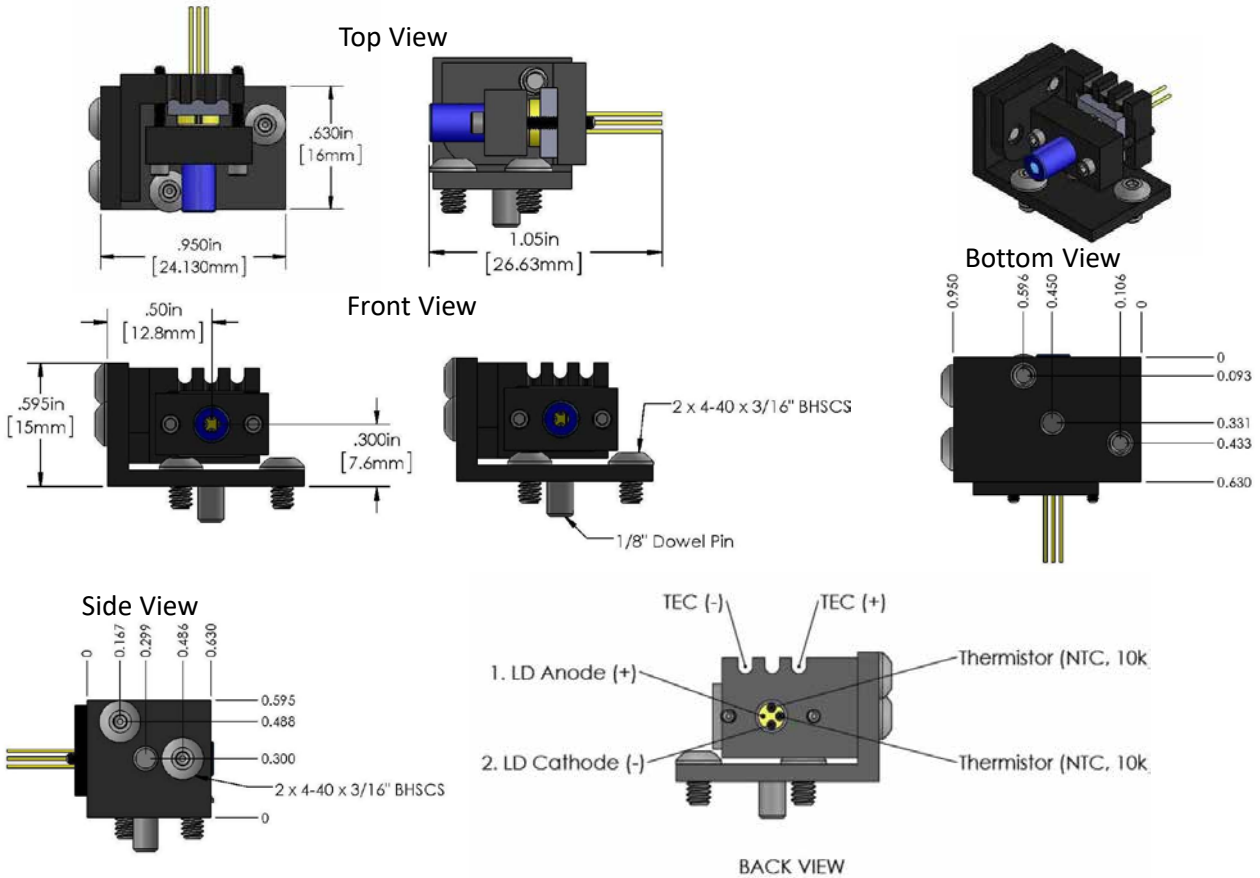 Top View
.630in
[16mm]
.950in
[24.130mm]
1.05in
[26.63mm]
Bottom View
0.950
0.596
0.450
0.106
0
0
0.093
0.331
0.433
0.630
Front View
.50in
[12.8mm]
.595in
[15mm]
.300in
[7.6mm]
2 x 4-40 x 3/16" BHSCS
1/8" Dowel Pin
Side View
0
0.167
0.299
0.486
0.630
0.595
0.488
0.300
0
2 x 4-40 x 3/16" BHSCS
TEC (-)
TEC (+)
1. LD Anode (+)
Thermistor (NTC, 10k
2. LD Cathode (-)
Thermistor (NTC, 10k
BACK VIEW